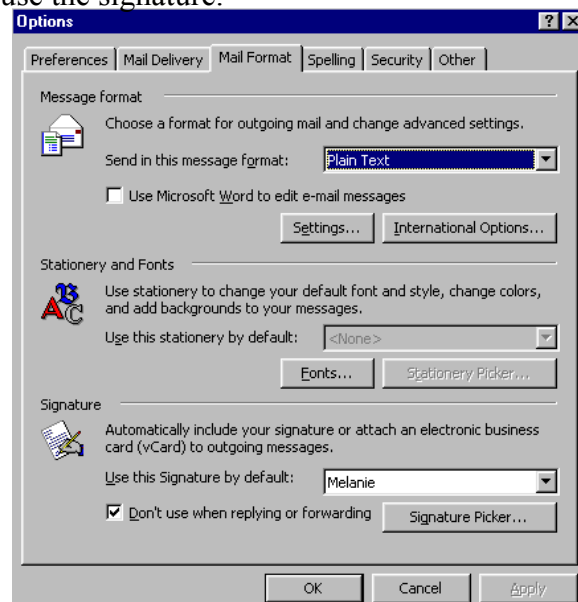 use the signature.
Options
Preferences Mail Delivery Mail Format Spelling Security Other
Message format
Choose a format for outgoing mail and change advanced settings.
Send in this message format: Plain Text
Use Microsoft Word to edit e-mail messages
Settings... International Options...
Stationery and Fonts
Use stationery to change your default font and style, change colors,
and add backgrounds to your messages.
Use this stationery by default: <None>
Fonts... Stationery Picker...
Signature
Automatically include your signature or attach an electronic business
card (vCard) to outgoing messages.
Use this Signature by default: Melanie
Don't use when replying or forwarding Signature Picker...
OK Cancel Apply